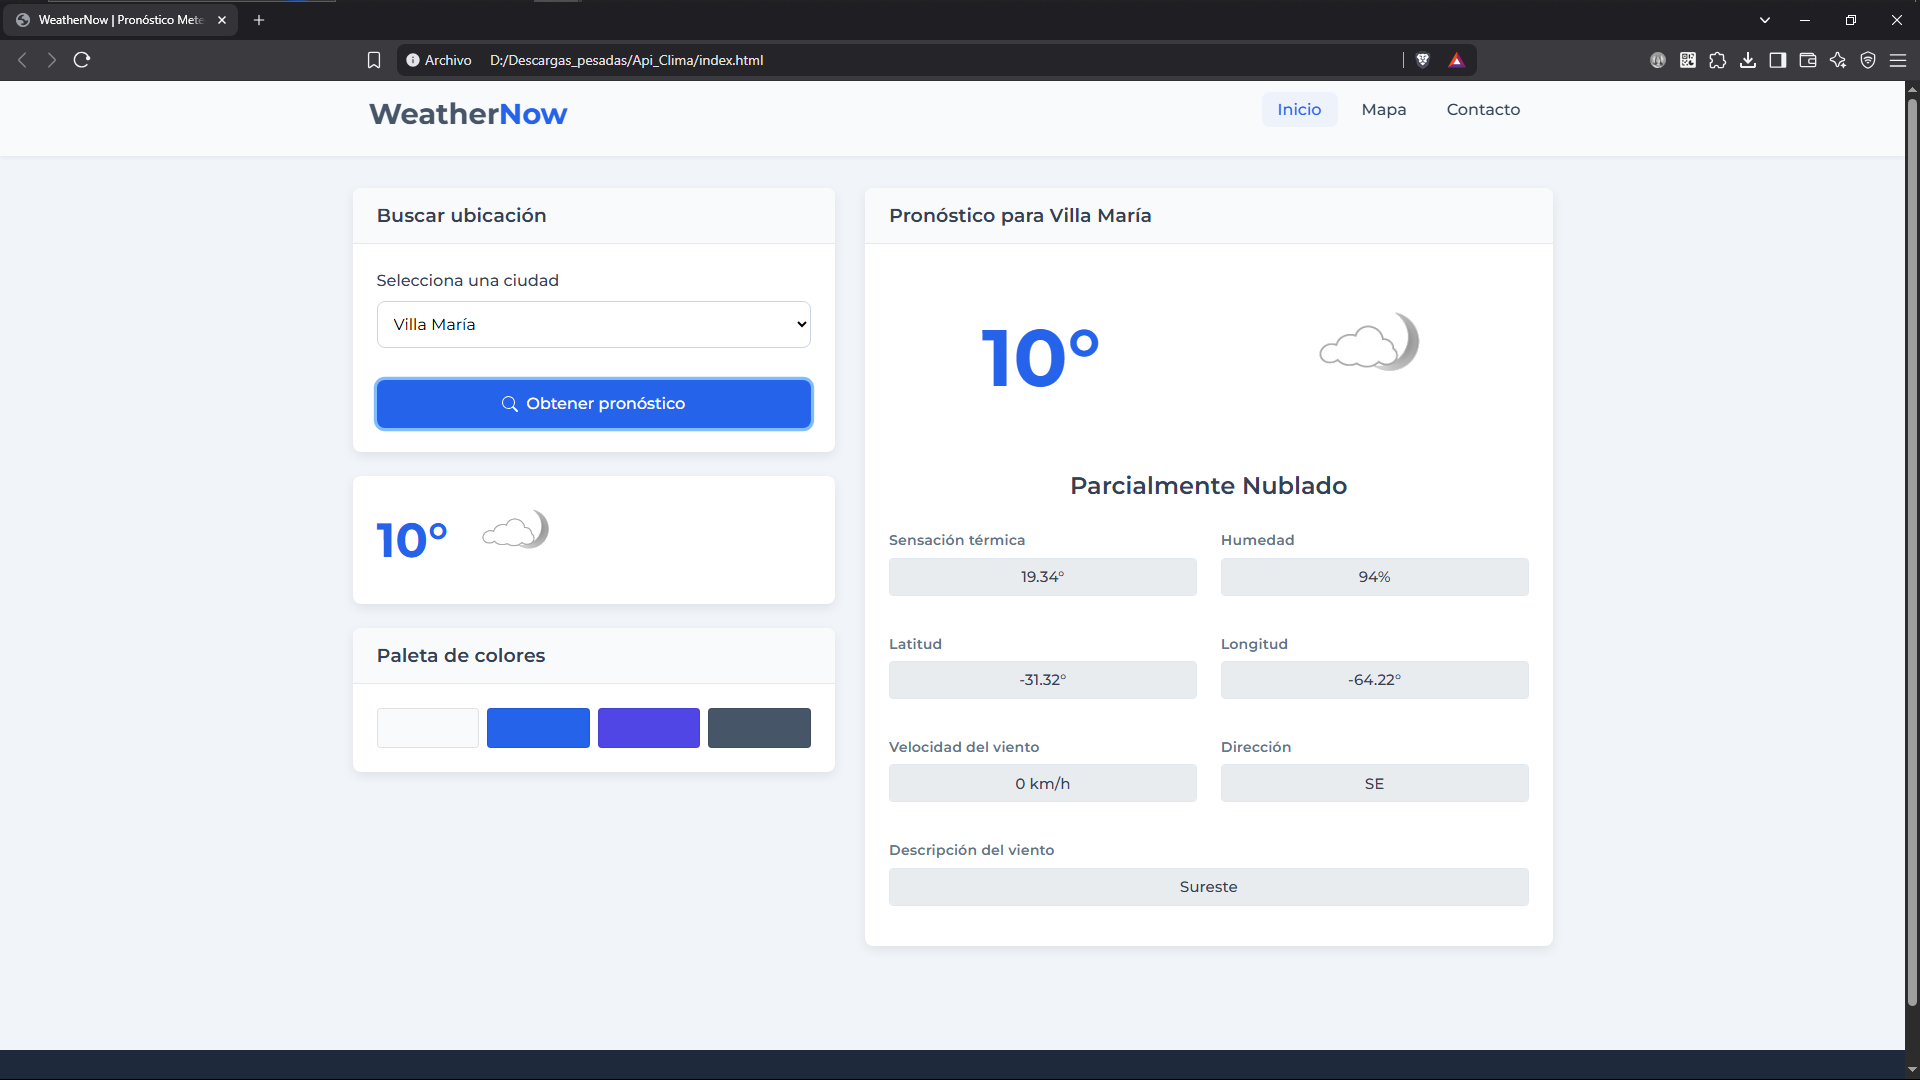 WeatherNow | Pronóstico Mete
Archivo D:/Descargas_pesadas/Api_Clima/index.html
WeatherNow
Inicio Mapa Contacto
Buscar ubicación
Selecciona una ciudad
Villa María
Obtener pronóstico
10°
Paleta de colores
Pronóstico para Villa María
10°
Parcialmente Nublado
Sensación térmica Humedad
19.34° 94%
Latitud Longitud
-31.32° -64.22°
Velocidad del viento Dirección
0 km/h SE
Descripción del viento
Sureste